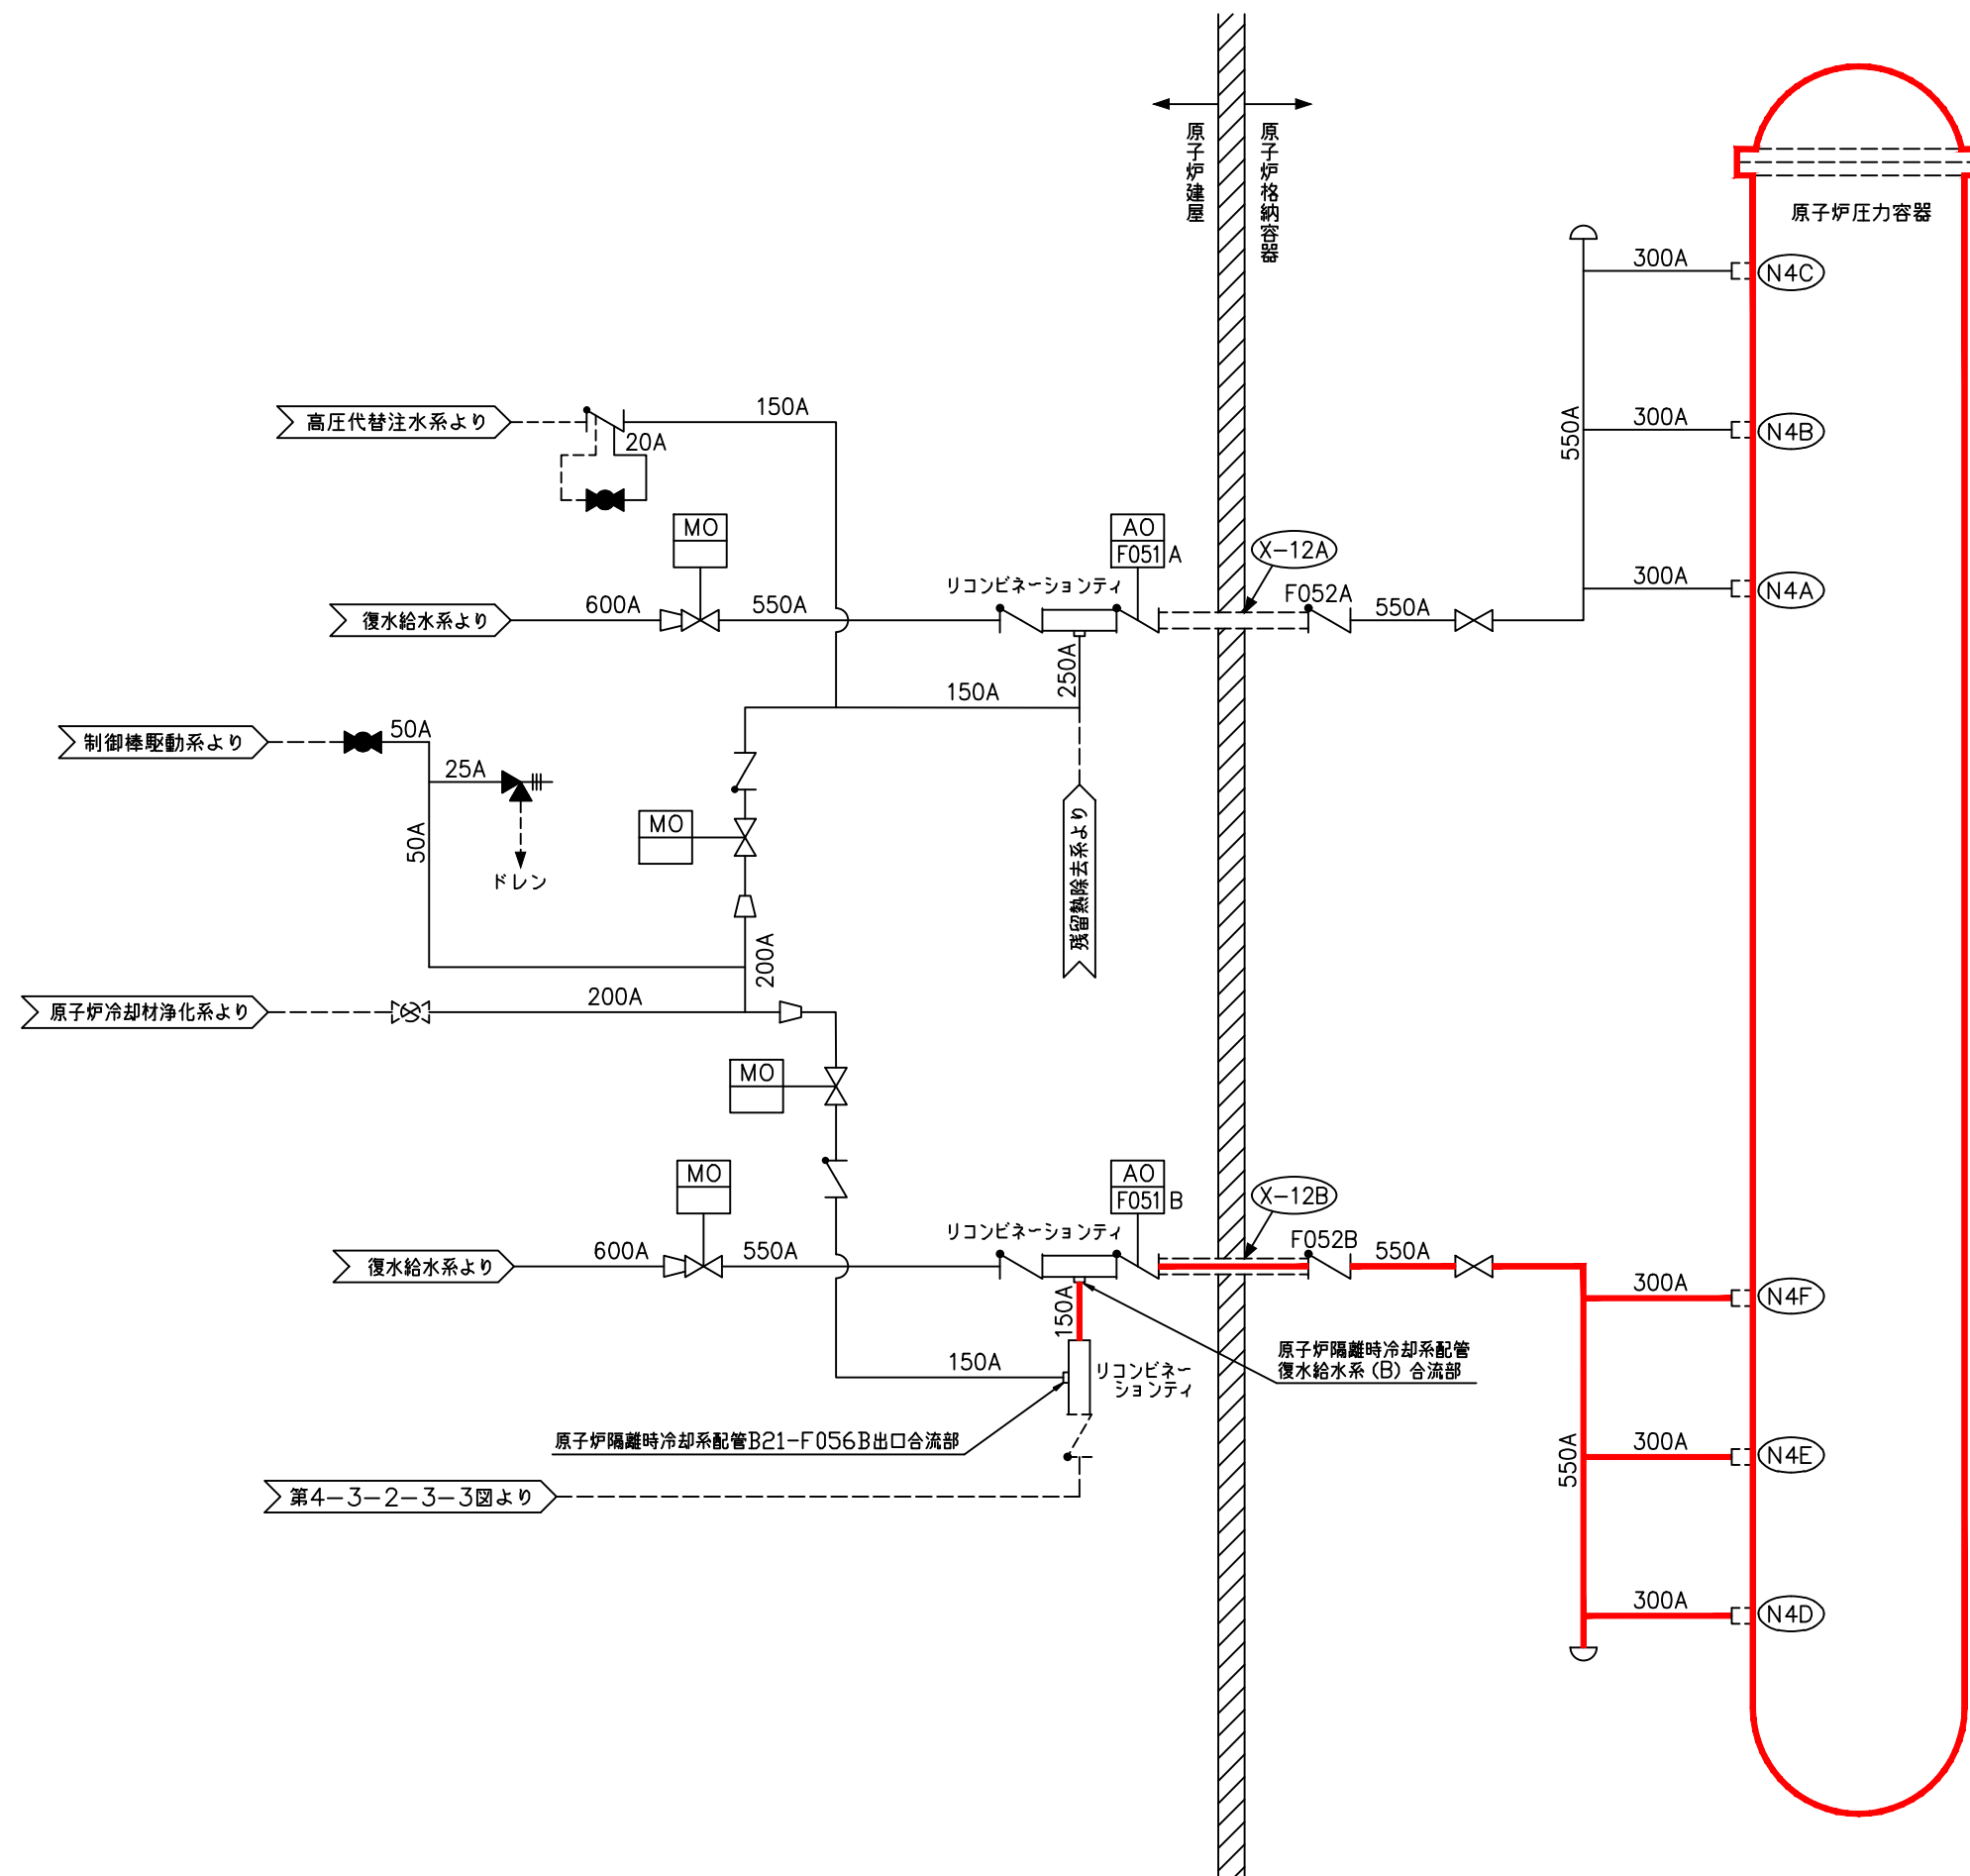 原子炉建屋
原子炉格納容器
原子炉圧力容器
300A
N4C
高圧代替注水系より
150A
20A
550A
300A
N4B
MO
AO
F051A
X-12A
リコンビネーションティ
F052A
300A
N4A
復水給水系より
600A
550A
550A
250A
150A
制御棒駆動系より
50A
25A
50A
ドレン
MO
残留熱除去系より
200A
原子炉冷却材浄化系より
200A
MO
MO
AO
F051B
X-12B
リコンビネーションティ
F052B
復水給水系より
600A
550A
550A
300A
N4F
150A
原子炉隔離時冷却系配管
復水給水系(B)合流部
150A
リコンビネー
ションティ
原子炉隔離時冷却系配管B21-F056B出口合流部
550A
300A
N4E
第4-3-2-3-3図より
300A
N4D